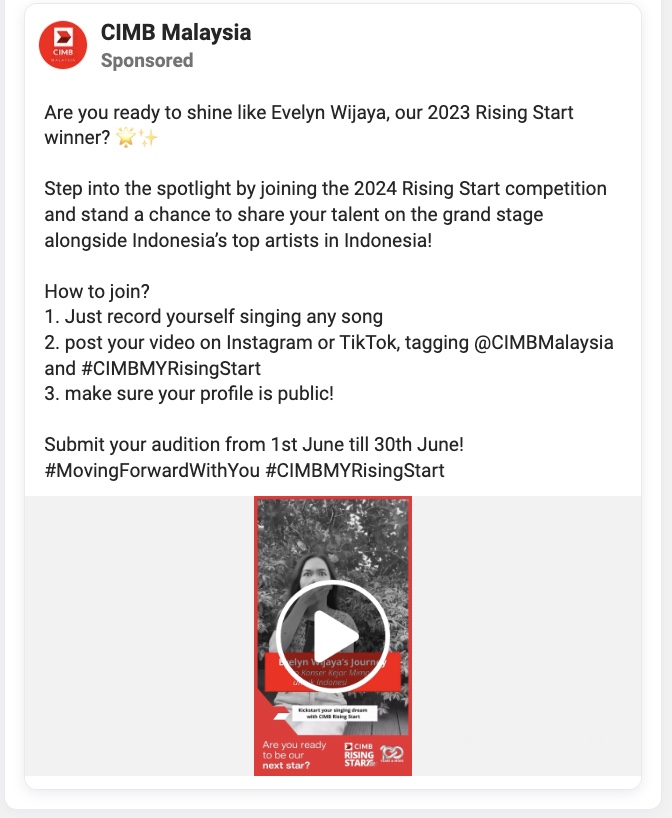 CIMB
MALAYSIA
CIMB Malaysia
Sponsored
Are you ready to shine like Evelyn Wijaya, our 2023 Rising Start
winner? 🌟✨
Step into the spotlight by joining the 2024 Rising Start competition
and stand a chance to share your talent on the grand stage
alongside Indonesia’s top artists in Indonesia!
How to join?
1. Just record yourself singing any song
2. post your video on Instagram or TikTok, tagging @CIMBMalaysia
and #CIMBMYRisingStart
3. make sure your profile is public!
Submit your audition from 1st June till 30th June!
#MovingForwardWithYou #CIMBMYRisingStart
Evelyn Wijaya's Journey
Konser Kejar Mimpi
untuk Indonesi
Kickstart your singing dream
with CIMB Rising Start
Are you ready
to be our
next star?
CIMB
RISING
STARZ
100